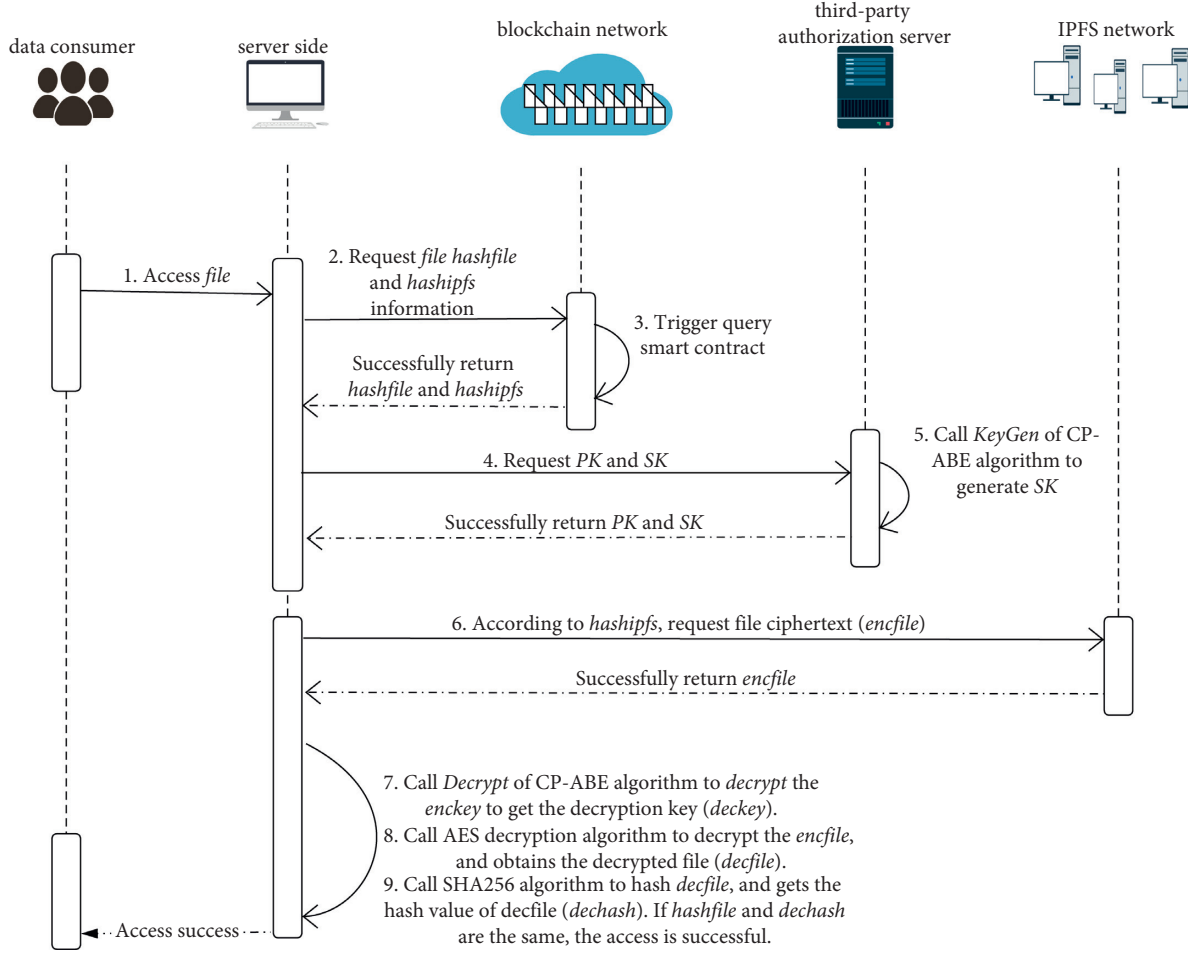 data consumer
server side
blockchain network
third-party
authorization server
IPFS network
1. Access file
2. Request file hashfile
and hashipfs
information
3. Trigger query
smart contract
Successfully return
hashfile and hashipfs
4. Request PK and SK
5. Call KeyGen of CP-
ABE algorithm to
generate SK
Successfully return PK and SK
6. According to hashipfs, request file ciphertext (encfile)
Successfully return encfile
7. Call Decrypt of CP-ABE algorithm to decrypt the
enckey to get the decryption key (deckey).
8. Call AES decryption algorithm to decrypt the encfile,
and obtains the decrypted file (decfile).
9. Call SHA256 algorithm to hash decfile, and gets the
hash value of decfile (dechash). If hashfile and dechash
are the same, the access is successful.
Access success